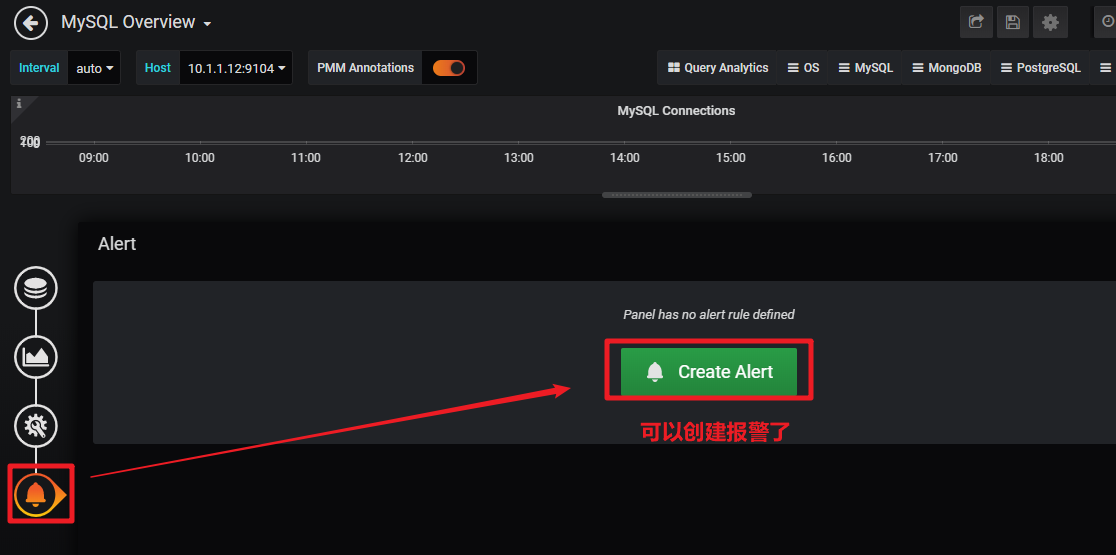 MySQL Overview
Interval auto Host 10.1.1.12:9104 PMM Annotations Query Analytics OS MySQL MongoDB PostgreSQL
MySQL Connections
09:00 10:00 11:00 12:00 13:00 14:00 15:00 16:00 17:00 18:00
Alert
Panel has no alert rule defined
Create Alert
可以创建报警了